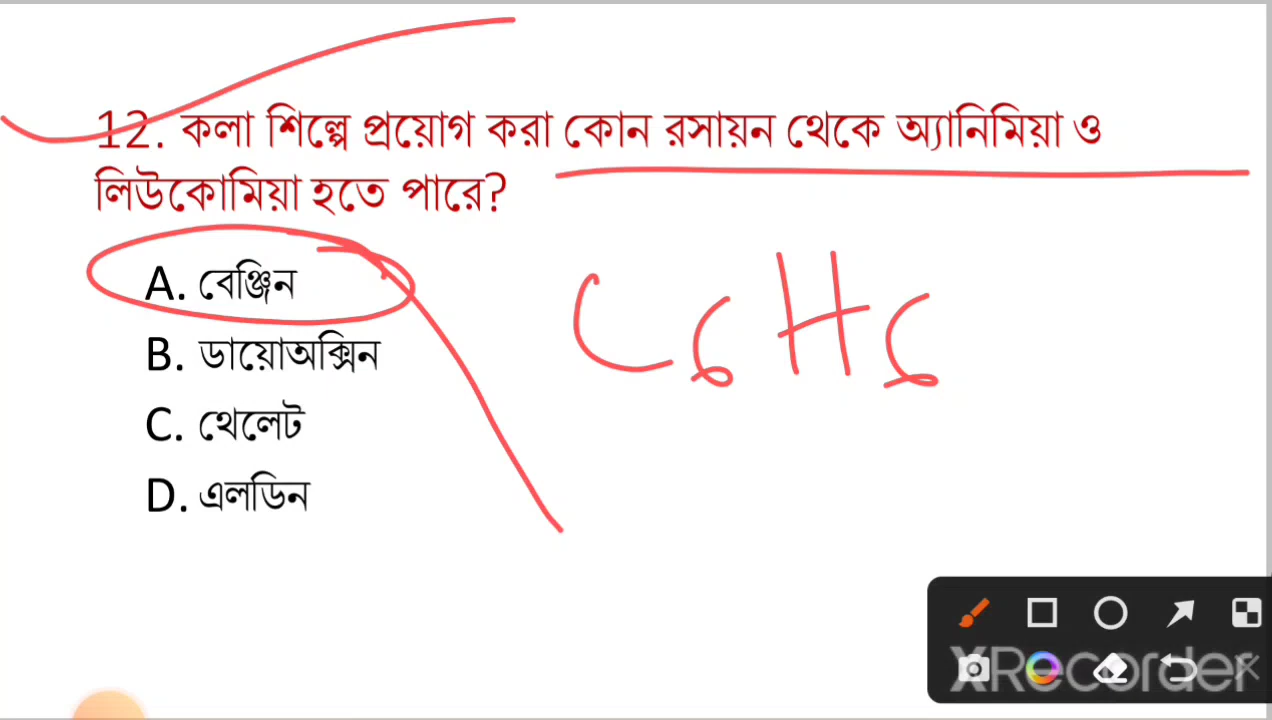 12. কলা শিল্পে প্রয়োগ করা কোন রসায়ন থেকে অ্যানিমিয়া ও
লিউকোমিয়া হতে পারে?
A. বেঞ্জিন
B. ডায়োঅক্সিন
C. থেলেট
D. এলডিন
C6H6
XRecorder